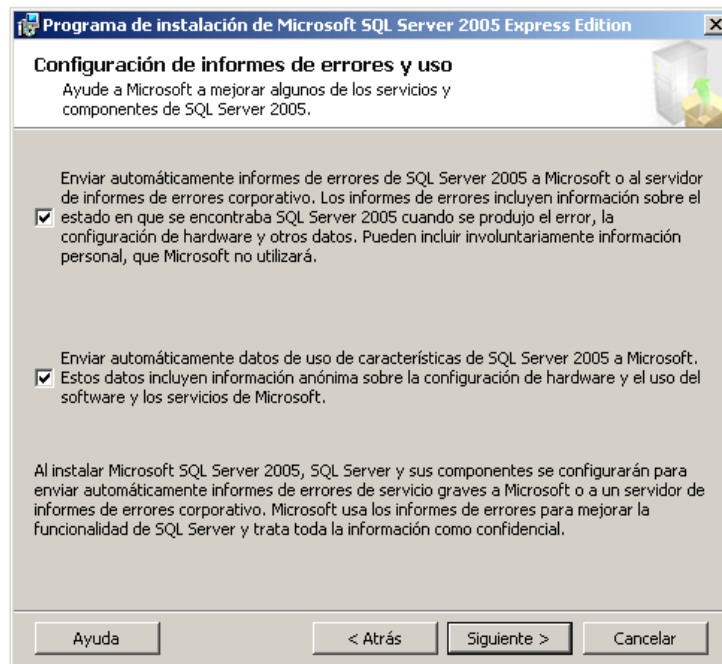 Programa de instalación de Microsoft SQL Server 2005 Express Edition
Configuración de informes de errores y uso
Ayude a Microsoft a mejorar algunos de los servicios y
componentes de SQL Server 2005.
Enviar automáticamente informes de errores de SQL Server 2005 a Microsoft o al servidor
de informes de errores corporativo. Los informes de errores incluyen información sobre el
estado en que se encontraba SQL Server 2005 cuando se produjo el error, la
configuración de hardware y otros datos. Pueden incluir involuntariamente información
personal, que Microsoft no utilizará.
Enviar automáticamente datos de uso de características de SQL Server 2005 a Microsoft.
Estos datos incluyen información anónima sobre la configuración de hardware y el uso del
software y los servicios de Microsoft.
Al instalar Microsoft SQL Server 2005, SQL Server y sus componentes se configurarán para
enviar automáticamente informes de errores de servicio graves a Microsoft o a un servidor de
informes de errores corporativo. Microsoft usa los informes de errores para mejorar la
funcionalidad de SQL Server y trata toda la información como confidencial.
Ayuda
< Atrás
Siguiente >
Cancelar